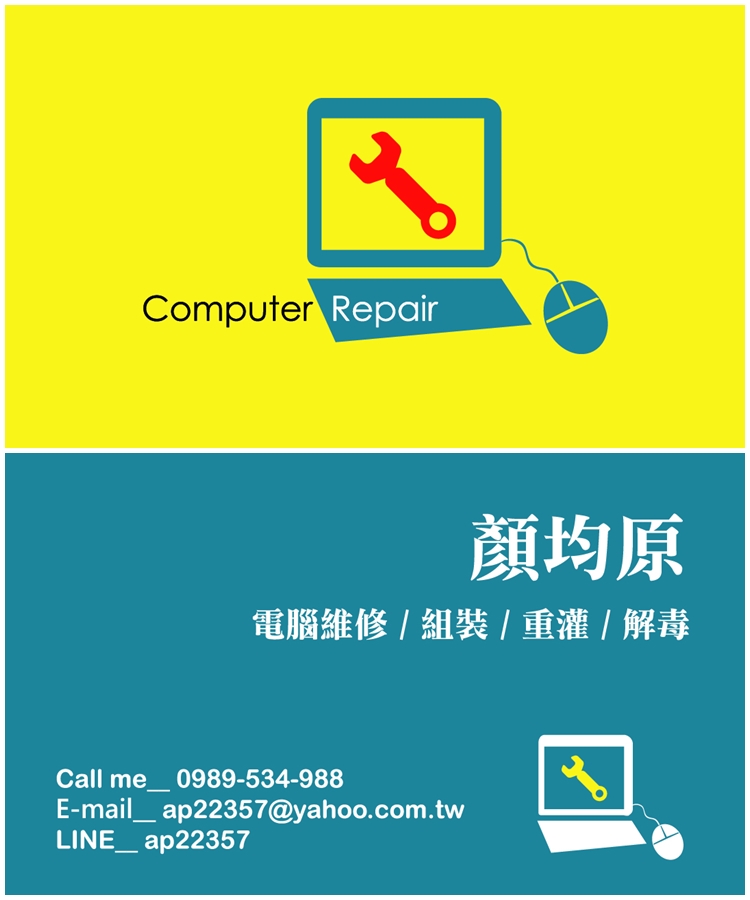 Computer Repair
顏均原
電腦維修 / 組裝 / 重灌 / 解毒
Call me__ 0989-534-988
E-mail__ ap22357@yahoo.com.tw
LINE__ ap22357